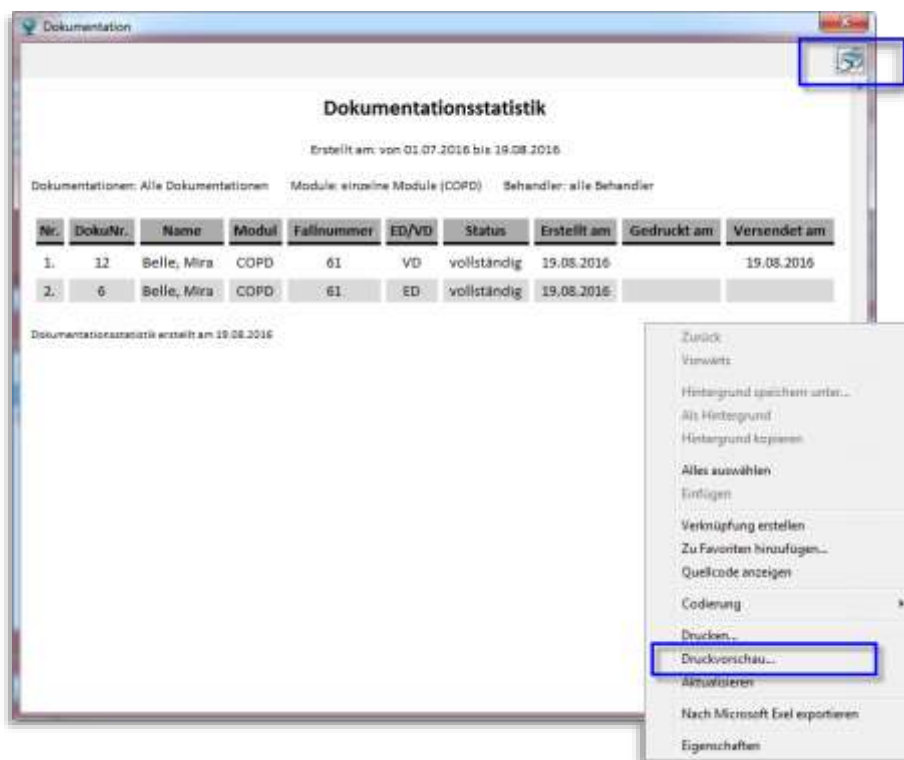 Dokumentation
Dokumentationsstatistik
Erstellt am: von 01.07.2016 bis 19.08.2016
Dokumentationen: Alle Dokumentationen Module: einzelne Module (COPD) Behandler: alle Behandler
Nr. DokuNr. Name Modul Fallnummer ED/VD Status Erstellt am Gedruckt am Versendet am
1. 12 Belle, Mira COPD 61 VD vollständig 19.08.2016 19.08.2016
2. 6 Belle, Mira COPD 61 ED vollständig 19.08.2016
Dokumentationsstatistik erstellt am 19.08.2016
Zurück
Vorwärts
Hintergrund speichern unter...
Als Hintergrund
Hintergrund kopieren
Alles auswählen
Einfügen
Verknüpfung erstellen
Zu Favoriten hinzufügen...
Quellcode anzeigen
Codierung
Drucken...
Druckvorschau...
Aktualisieren
Nach Microsoft Exel exportieren
Eigenschaften